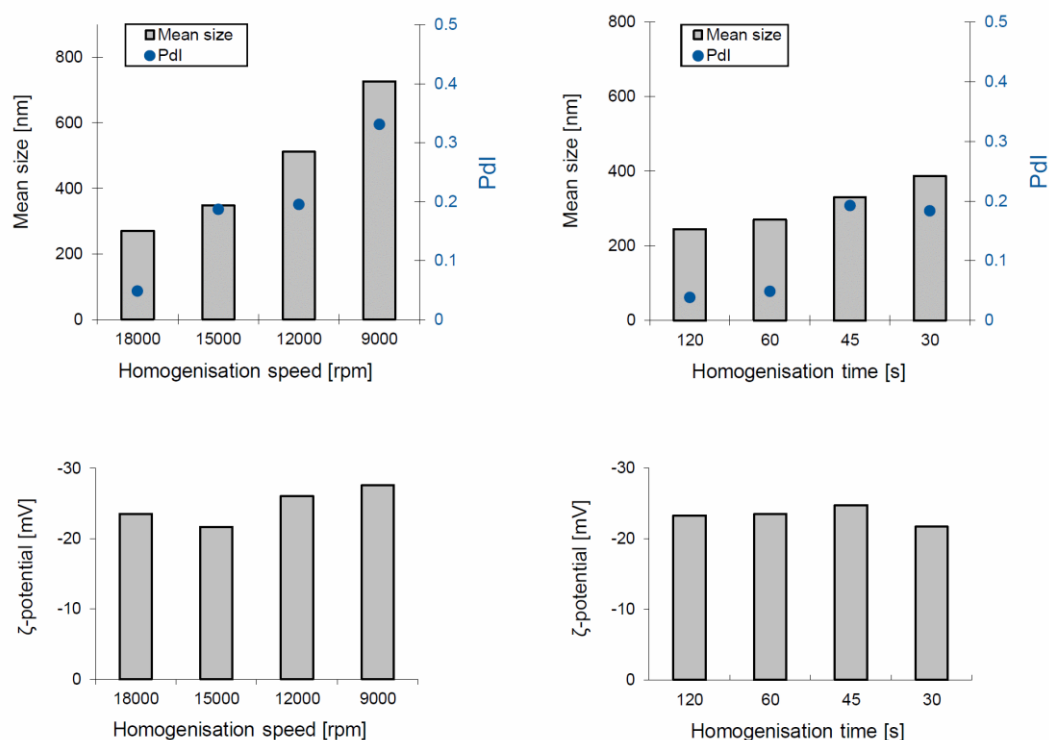 Mean size
PdI
800
600
400
200
0
0.5
0.4
0.3
0.2
0.1
0
Mean size [nm]
PdI
18000 15000 12000 9000
Homogenisation speed [rpm]
Mean size
PdI
800
600
400
200
0
0.5
0.4
0.3
0.2
0.1
0
Mean size [nm]
PdI
120 60 45 30
Homogenisation time [s]
-30
-20
-10
0
ζ-potential [mV]
18000 15000 12000 9000
Homogenisation speed [rpm]
-30
-20
-10
0
ζ-potential [mV]
120 60 45 30
Homogenisation time [s]